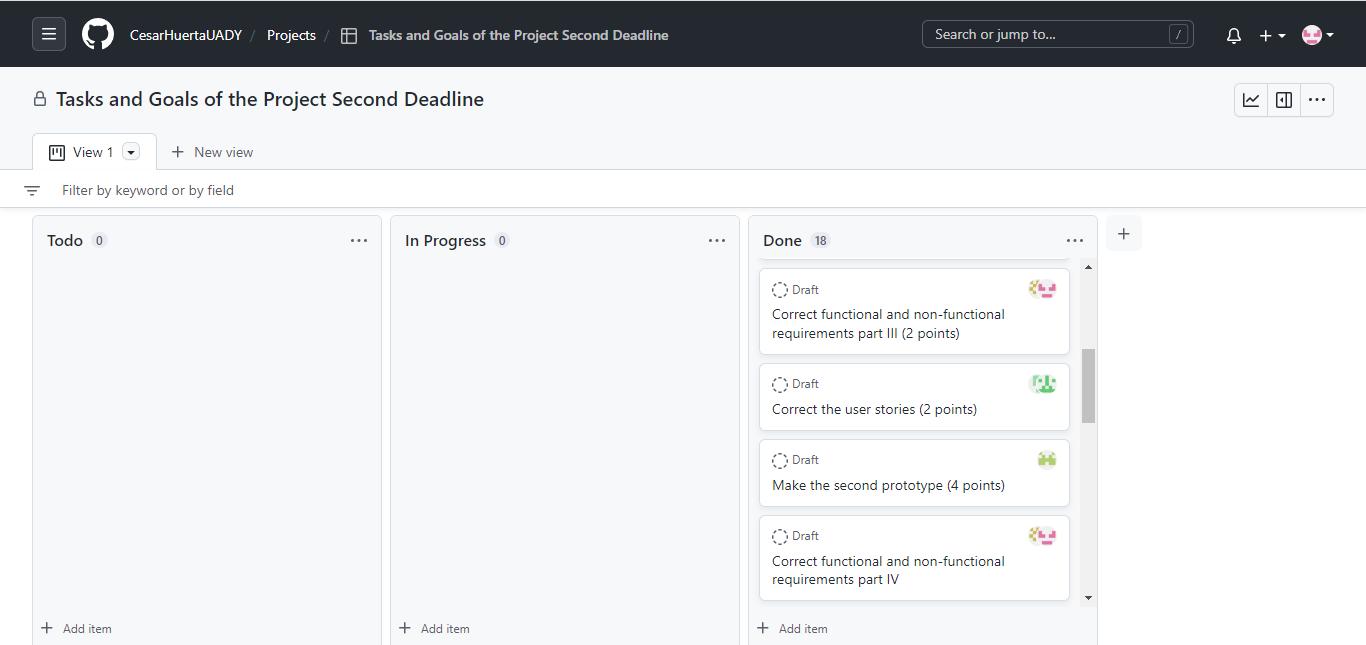 CesarHuertaUADY / Projects / Tasks and Goals of the Project Second Deadline
Search or jump to... /
Tasks and Goals of the Project Second Deadline
View 1
New view
Filter by keyword or by field
Todo 0
In Progress 0
Done 18
Draft
Correct functional and non-functional
requirements part III (2 points)
Draft
Correct the user stories (2 points)
Draft
Make the second prototype (4 points)
Draft
Correct functional and non-functional
requirements part IV
Add item
Add item
Add item